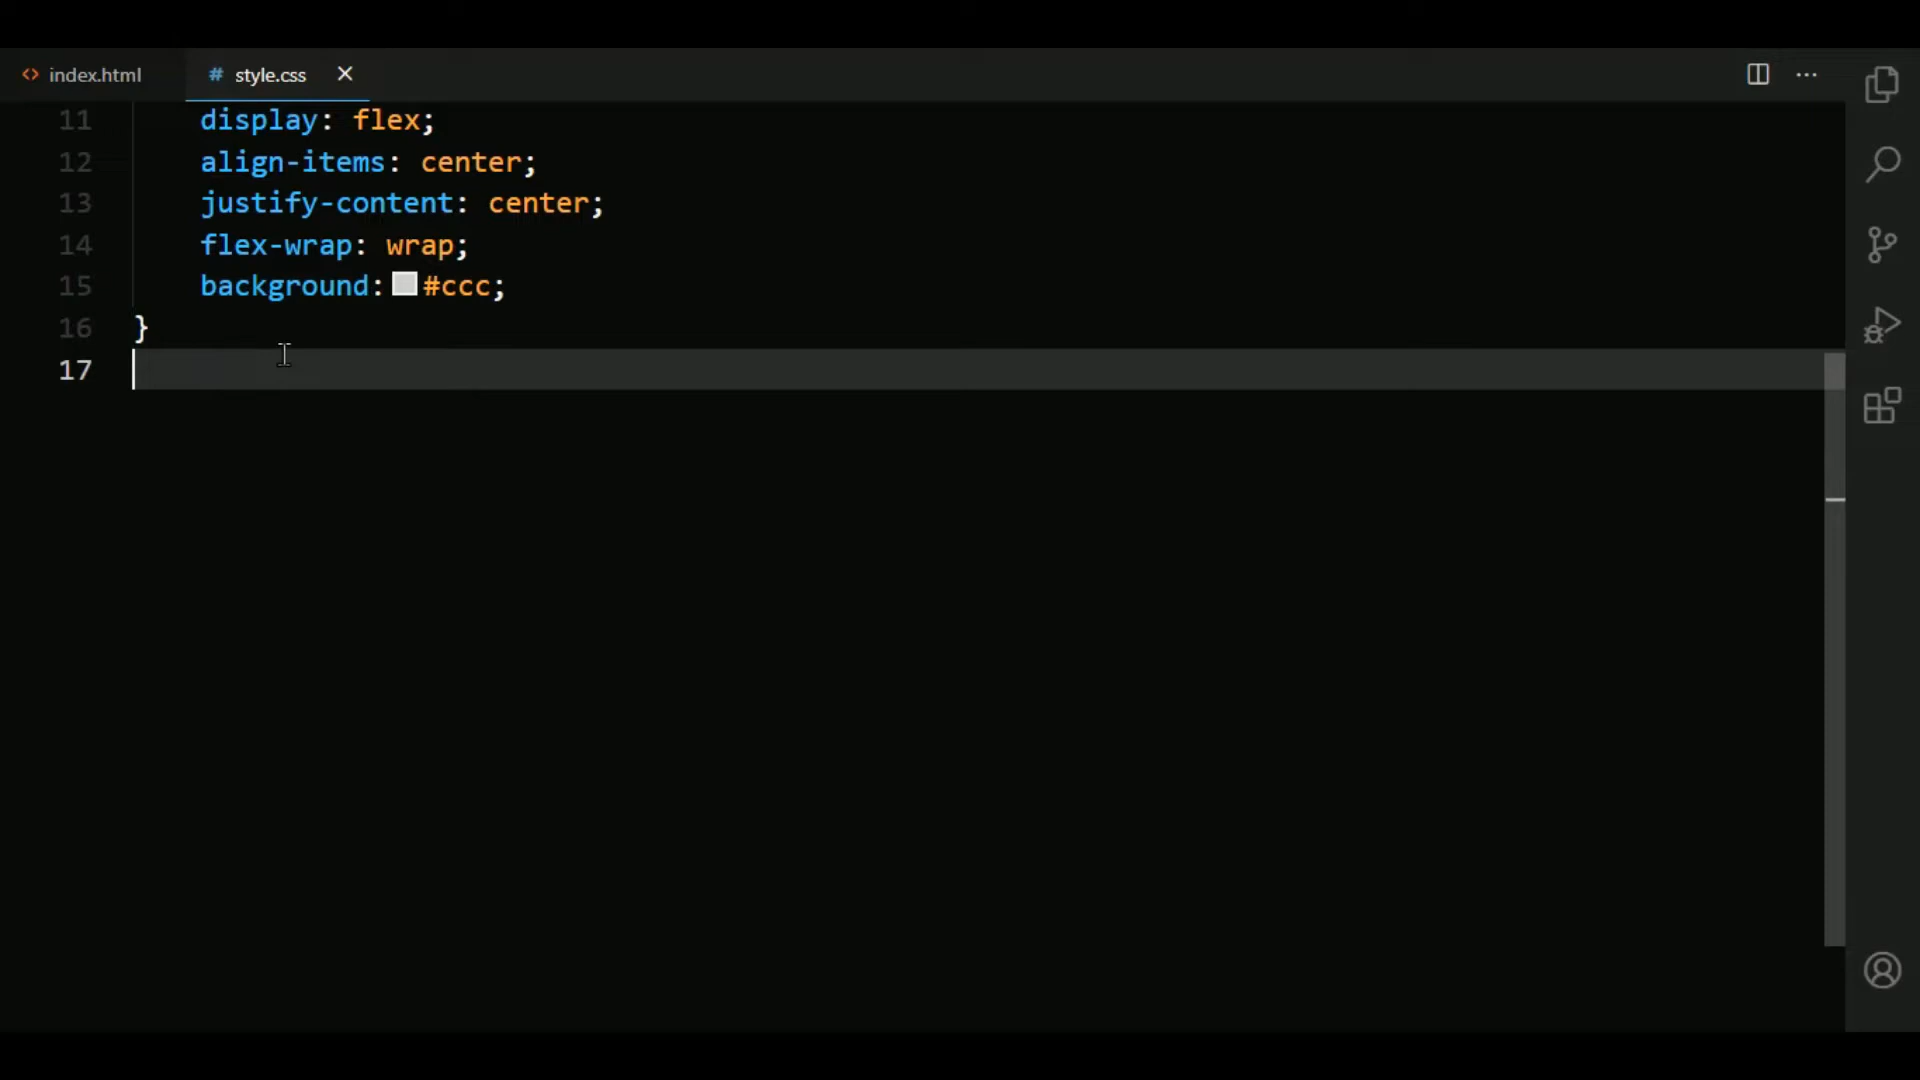 index.html
# style.css
11 display: flex;
12 align-items: center;
13 justify-content: center;
14 flex-wrap: wrap;
15 background: #ccc;
16 }
17